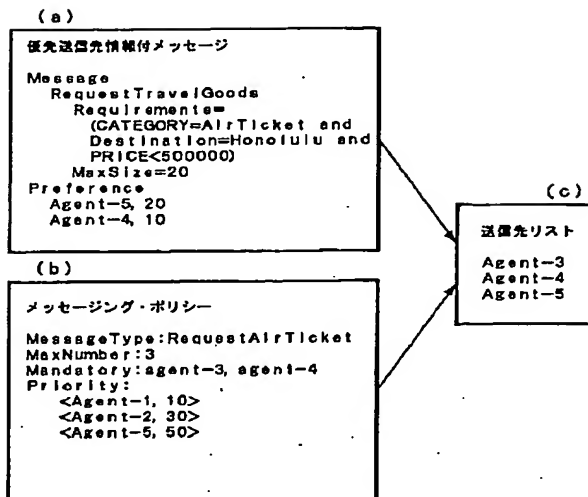 (a)
優先送信先情報付メッセージ
Message
RequestTravelGoods
Requirements=
(CATEGORY=AirTicket and
Destination=Honolulu and
PRICE<500000)
MaxSize=20
Preference
Agent-5, 20
Agent-4, 10
(b)
メッセージング・ポリシー
MessageType:RequestAirTicket
MaxNumber:3
Mandatory:agent-3, agent-4
Priority:
<Agent-1, 10>
<Agent-2, 30>
<Agent-5, 50>
(c)
送信先リスト
Agent-3
Agent-4
Agent-5